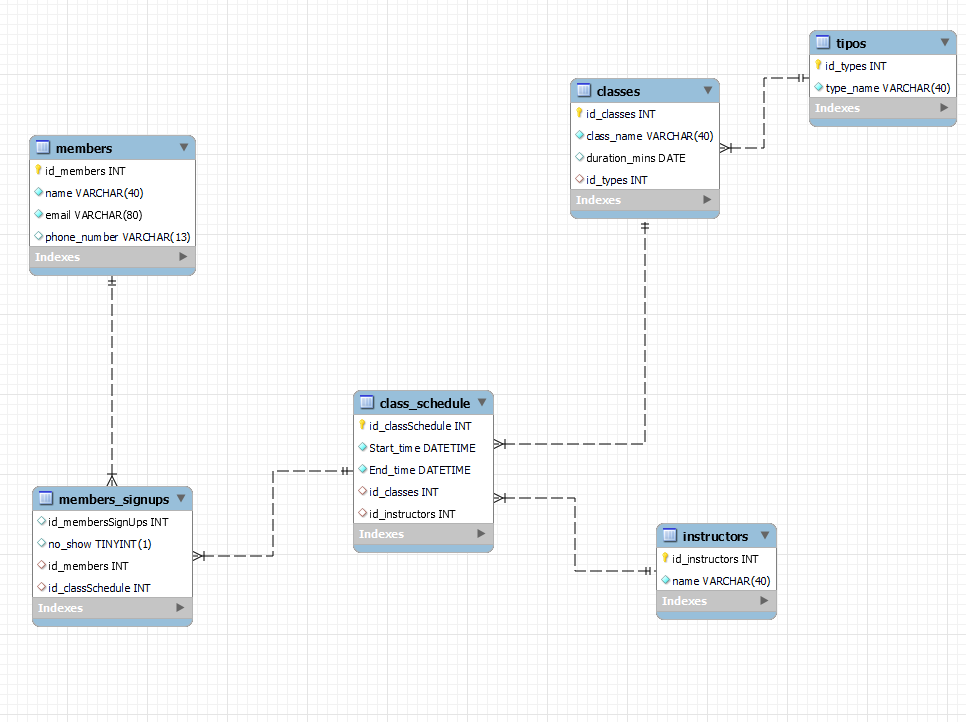 tipos
id_types INT
type_name VARCHAR(40)
Indexes
classes
id_classes INT
class_name VARCHAR(40)
duration_mins DATE
id_types INT
Indexes
members
id_members INT
name VARCHAR(40)
email VARCHAR(80)
phone_number VARCHAR(13)
Indexes
class_schedule
id_classSchedule INT
Start_time DATETIME
End_time DATETIME
id_classes INT
id_instructors INT
Indexes
members_signups
id_membersSignUps INT
no_show TINYINT(1)
id_members INT
id_classSchedule INT
Indexes
instructors
id_instructors INT
name VARCHAR(40)
Indexes